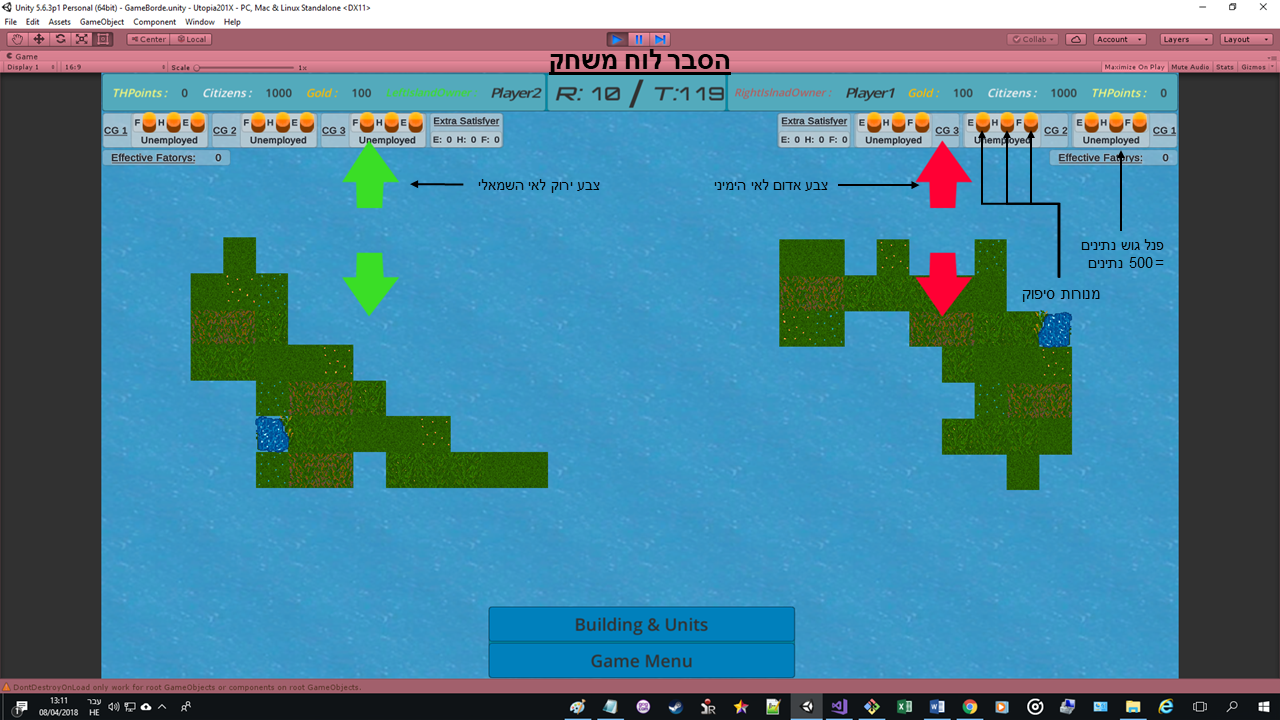 Unity 5.6.3p1 Personal (64bit) - GameBorde.unity - Utopia201X - PC, Mac & Linux Standalone <DX11>
File Edit Assets GameObject Component Window Help
Center Local Collab Account Layers Layout
Game
Display 1 16:9 Scale 1x Maximize On Play Mute Audio Stats Gizmos
הסבר לוח משחק
THPoints : 0 Citizens : 1000 Gold : 100 LeftIslnadOwner : Player2 R: 10 / T:119 RightIslnadOwner : Player1 Gold : 100 Citizens : 1000 THPoints : 0
CG 1 F H E Unemployed CG 2 F H E Unemployed CG 3 F H E Unemployed Extra Satisfyer E: 0 H: 0 F: 0
Extra Satisfyer E: 0 H: 0 F: 0 E H F Unemployed CG 3 E H F Unemployed CG 2 E H F Unemployed CG 1
Effective Fatorys: 0 Effective Fatorys: 0
צבע ירוק לאי השמאלי
צבע אדום לאי הימיני
פנל גוש נתינים
=500 נתינים
מנורות סיפוק
Building & Units
Game Menu
DontDestroyOnLoad only work for root GameObjects or components on root GameObjects.
13:11
08/04/2018
עבר
HE